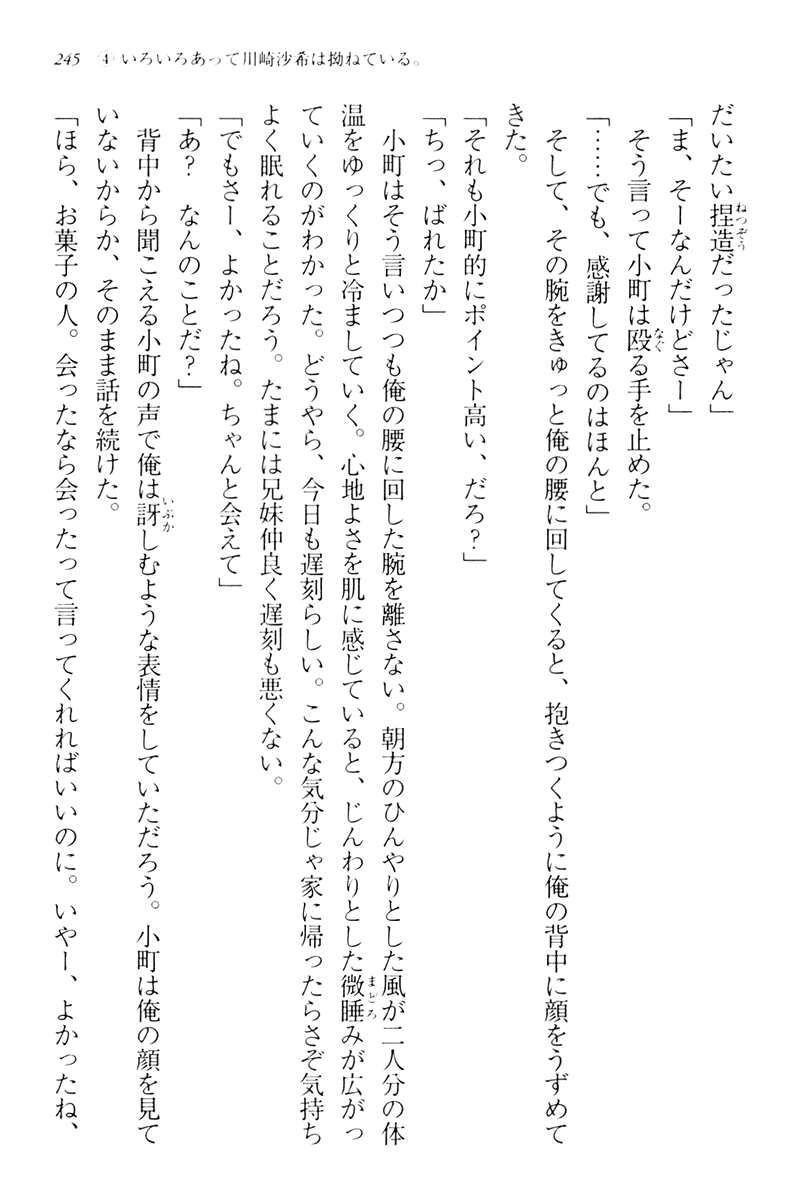 245 ④ いろいろあって川崎沙希は拗ねている。
だいたい捏造だったじゃん」
「ま、そーなんだけどさー」
そう言って小町は殴る手を止めた。
「……でも、感謝してるのはほんと」
そして、その腕をきゅっと俺の腰に回してくると、抱きつくように俺の背中に顔をうずめて
きた。
「それも小町的にポイント高い、だろ？」
「ちっ、ばれたか」
小町はそう言いつつも俺の腰に回した腕を離さない。朝方のひんやりとした風が二人分の体
温をゆっくりと冷ましていく。心地よさを肌に感じていると、じんわりとした微睡みが広がっ
ていくのがわかった。どうやら、今日も遅刻らしい。こんな気分じゃ家に帰ったらさぞ気持ち
よく眠れることだろう。たまには兄妹仲良く遅刻も悪くない。
「でもさー、よかったね。ちゃんと会えて」
「あ？　なんのことだ？」
背中から聞こえる小町の声で俺は訝しむような表情をしていただろう。小町は俺の顔を見て
いないからか、そのまま話を続けた。
「ほら、お菓子の人。会ったなら会ったって言ってくれればいいのに。いやー、よかったね、